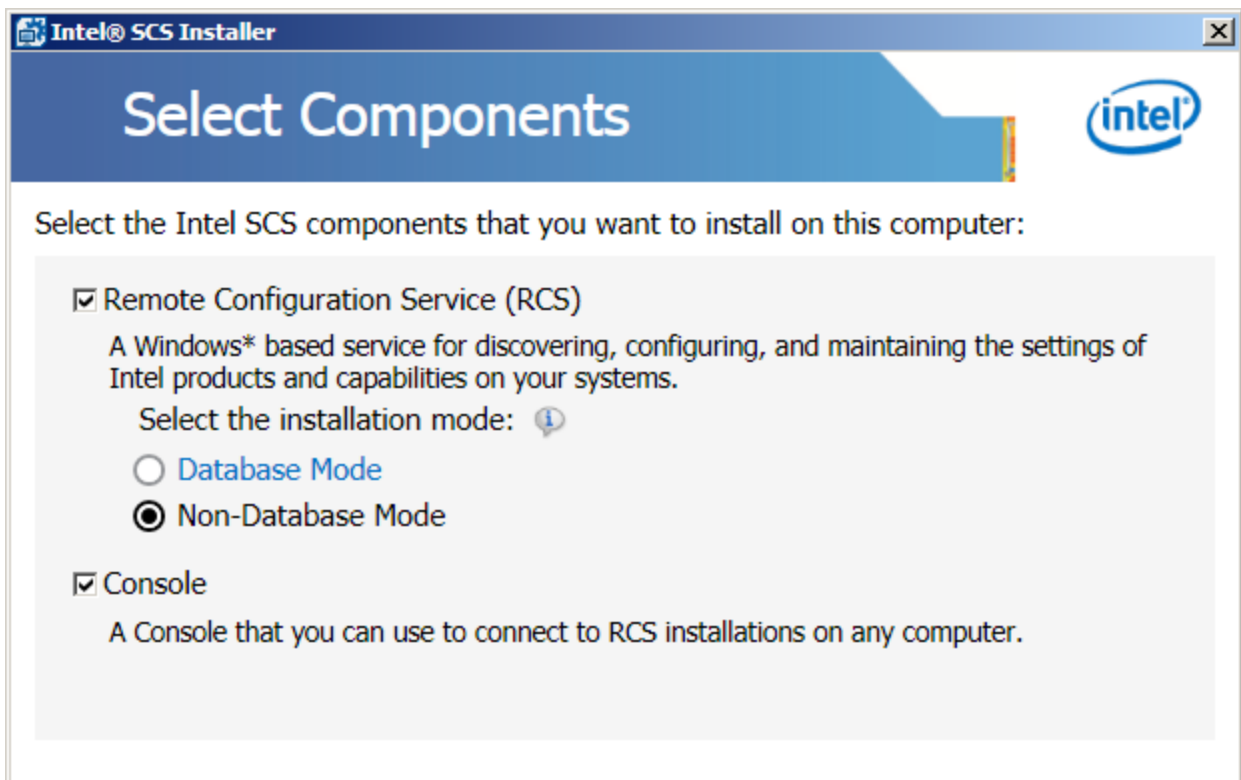 Intel® SCS Installer
Select Components
intel®
Select the Intel SCS components that you want to install on this computer:
Remote Configuration Service (RCS)
A Windows* based service for discovering, configuring, and maintaining the settings of
Intel products and capabilities on your systems.
Select the installation mode:
Database Mode
Non-Database Mode
Console
A Console that you can use to connect to RCS installations on any computer.